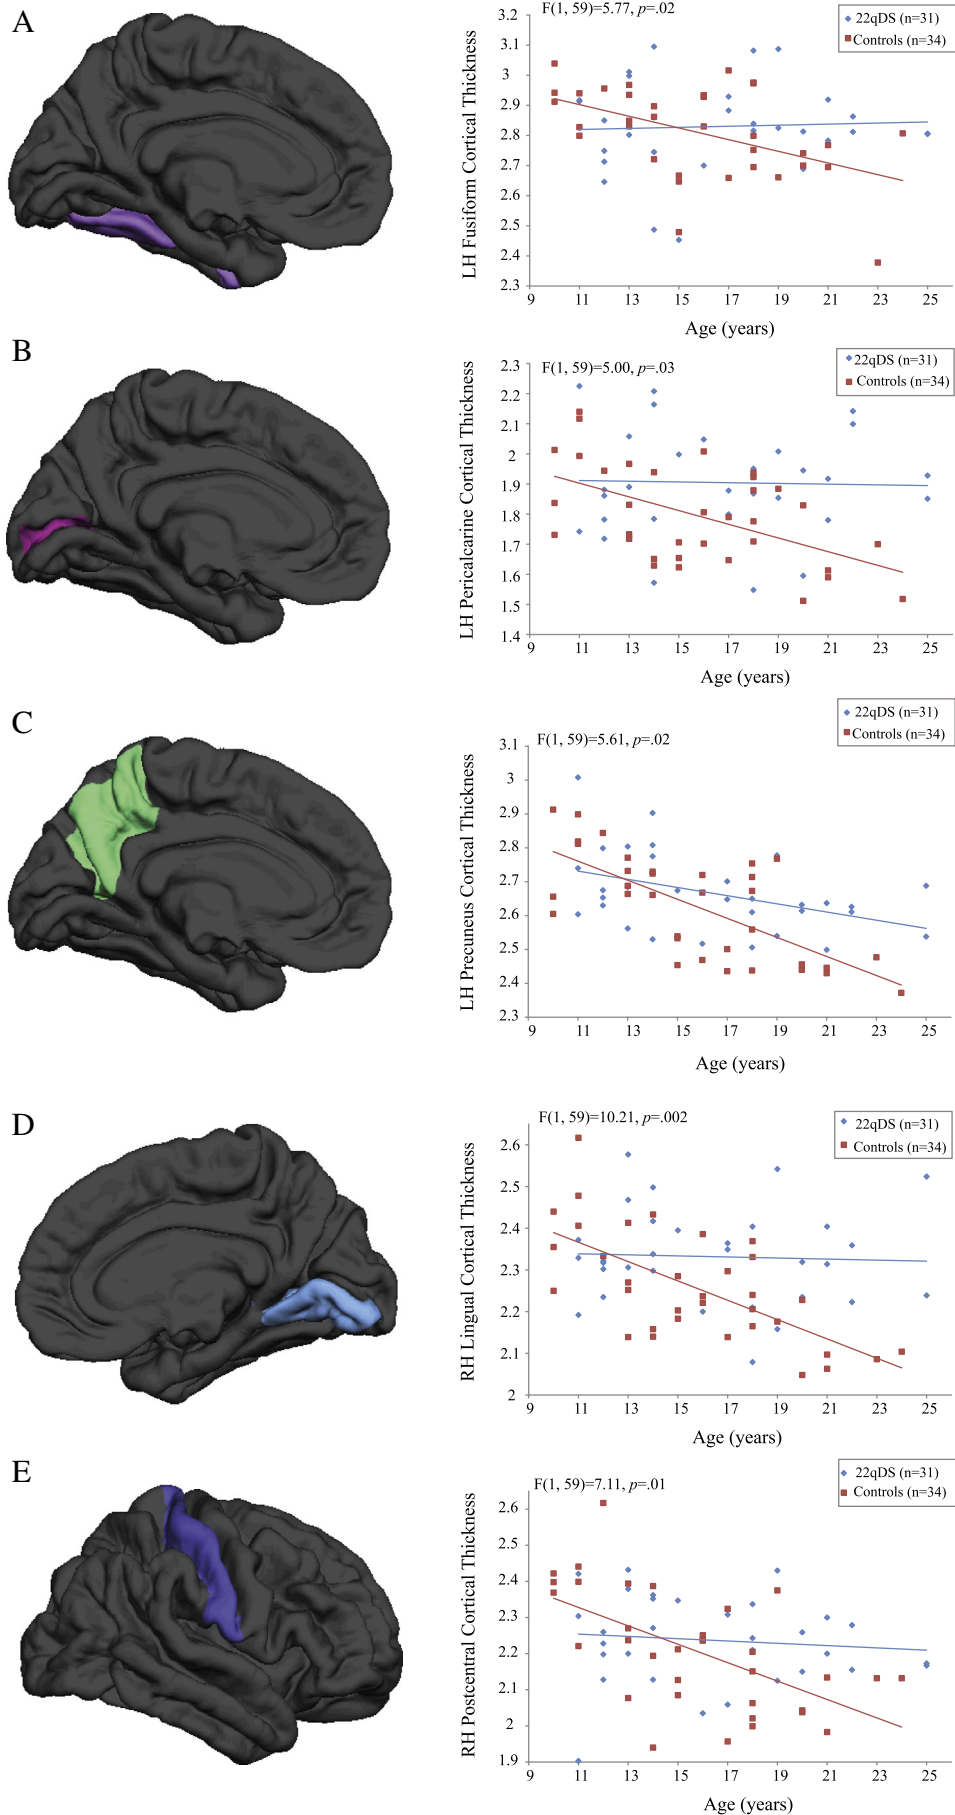 A
F(1, 59)=5.77, p=.02
22qDS (n=31)
Controls (n=34)
LH Fusiform Cortical Thickness
3.2
3.1
3
2.9
2.8
2.7
2.6
2.5
2.4
2.3
9 11 13 15 17 19 21 23 25
Age (years)
B
F(1, 59)=5.00, p=.03
22qDS (n=31)
Controls (n=34)
LH Pericalcarine Cortical Thickness
2.3
2.2
2.1
2
1.9
1.8
1.7
1.6
1.5
1.4
9 11 13 15 17 19 21 23 25
Age (years)
C
F(1, 59)=5.61, p=.02
22qDS (n=31)
Controls (n=34)
LH Precuneus Cortical Thickness
3.1
3
2.9
2.8
2.7
2.6
2.5
2.4
2.3
9 11 13 15 17 19 21 23 25
Age (years)
D
F(1, 59)=10.21, p=.002
22qDS (n=31)
Controls (n=34)
RH Lingual Cortical Thickness
2.6
2.5
2.4
2.3
2.2
2.1
2
9 11 13 15 17 19 21 23 25
Age (years)
E
F(1, 59)=7.11, p=.01
22qDS (n=31)
Controls (n=34)
RH Postcentral Cortical Thickness
2.6
2.5
2.4
2.3
2.2
2.1
2
1.9
9 11 13 15 17 19 21 23 25
Age (years)